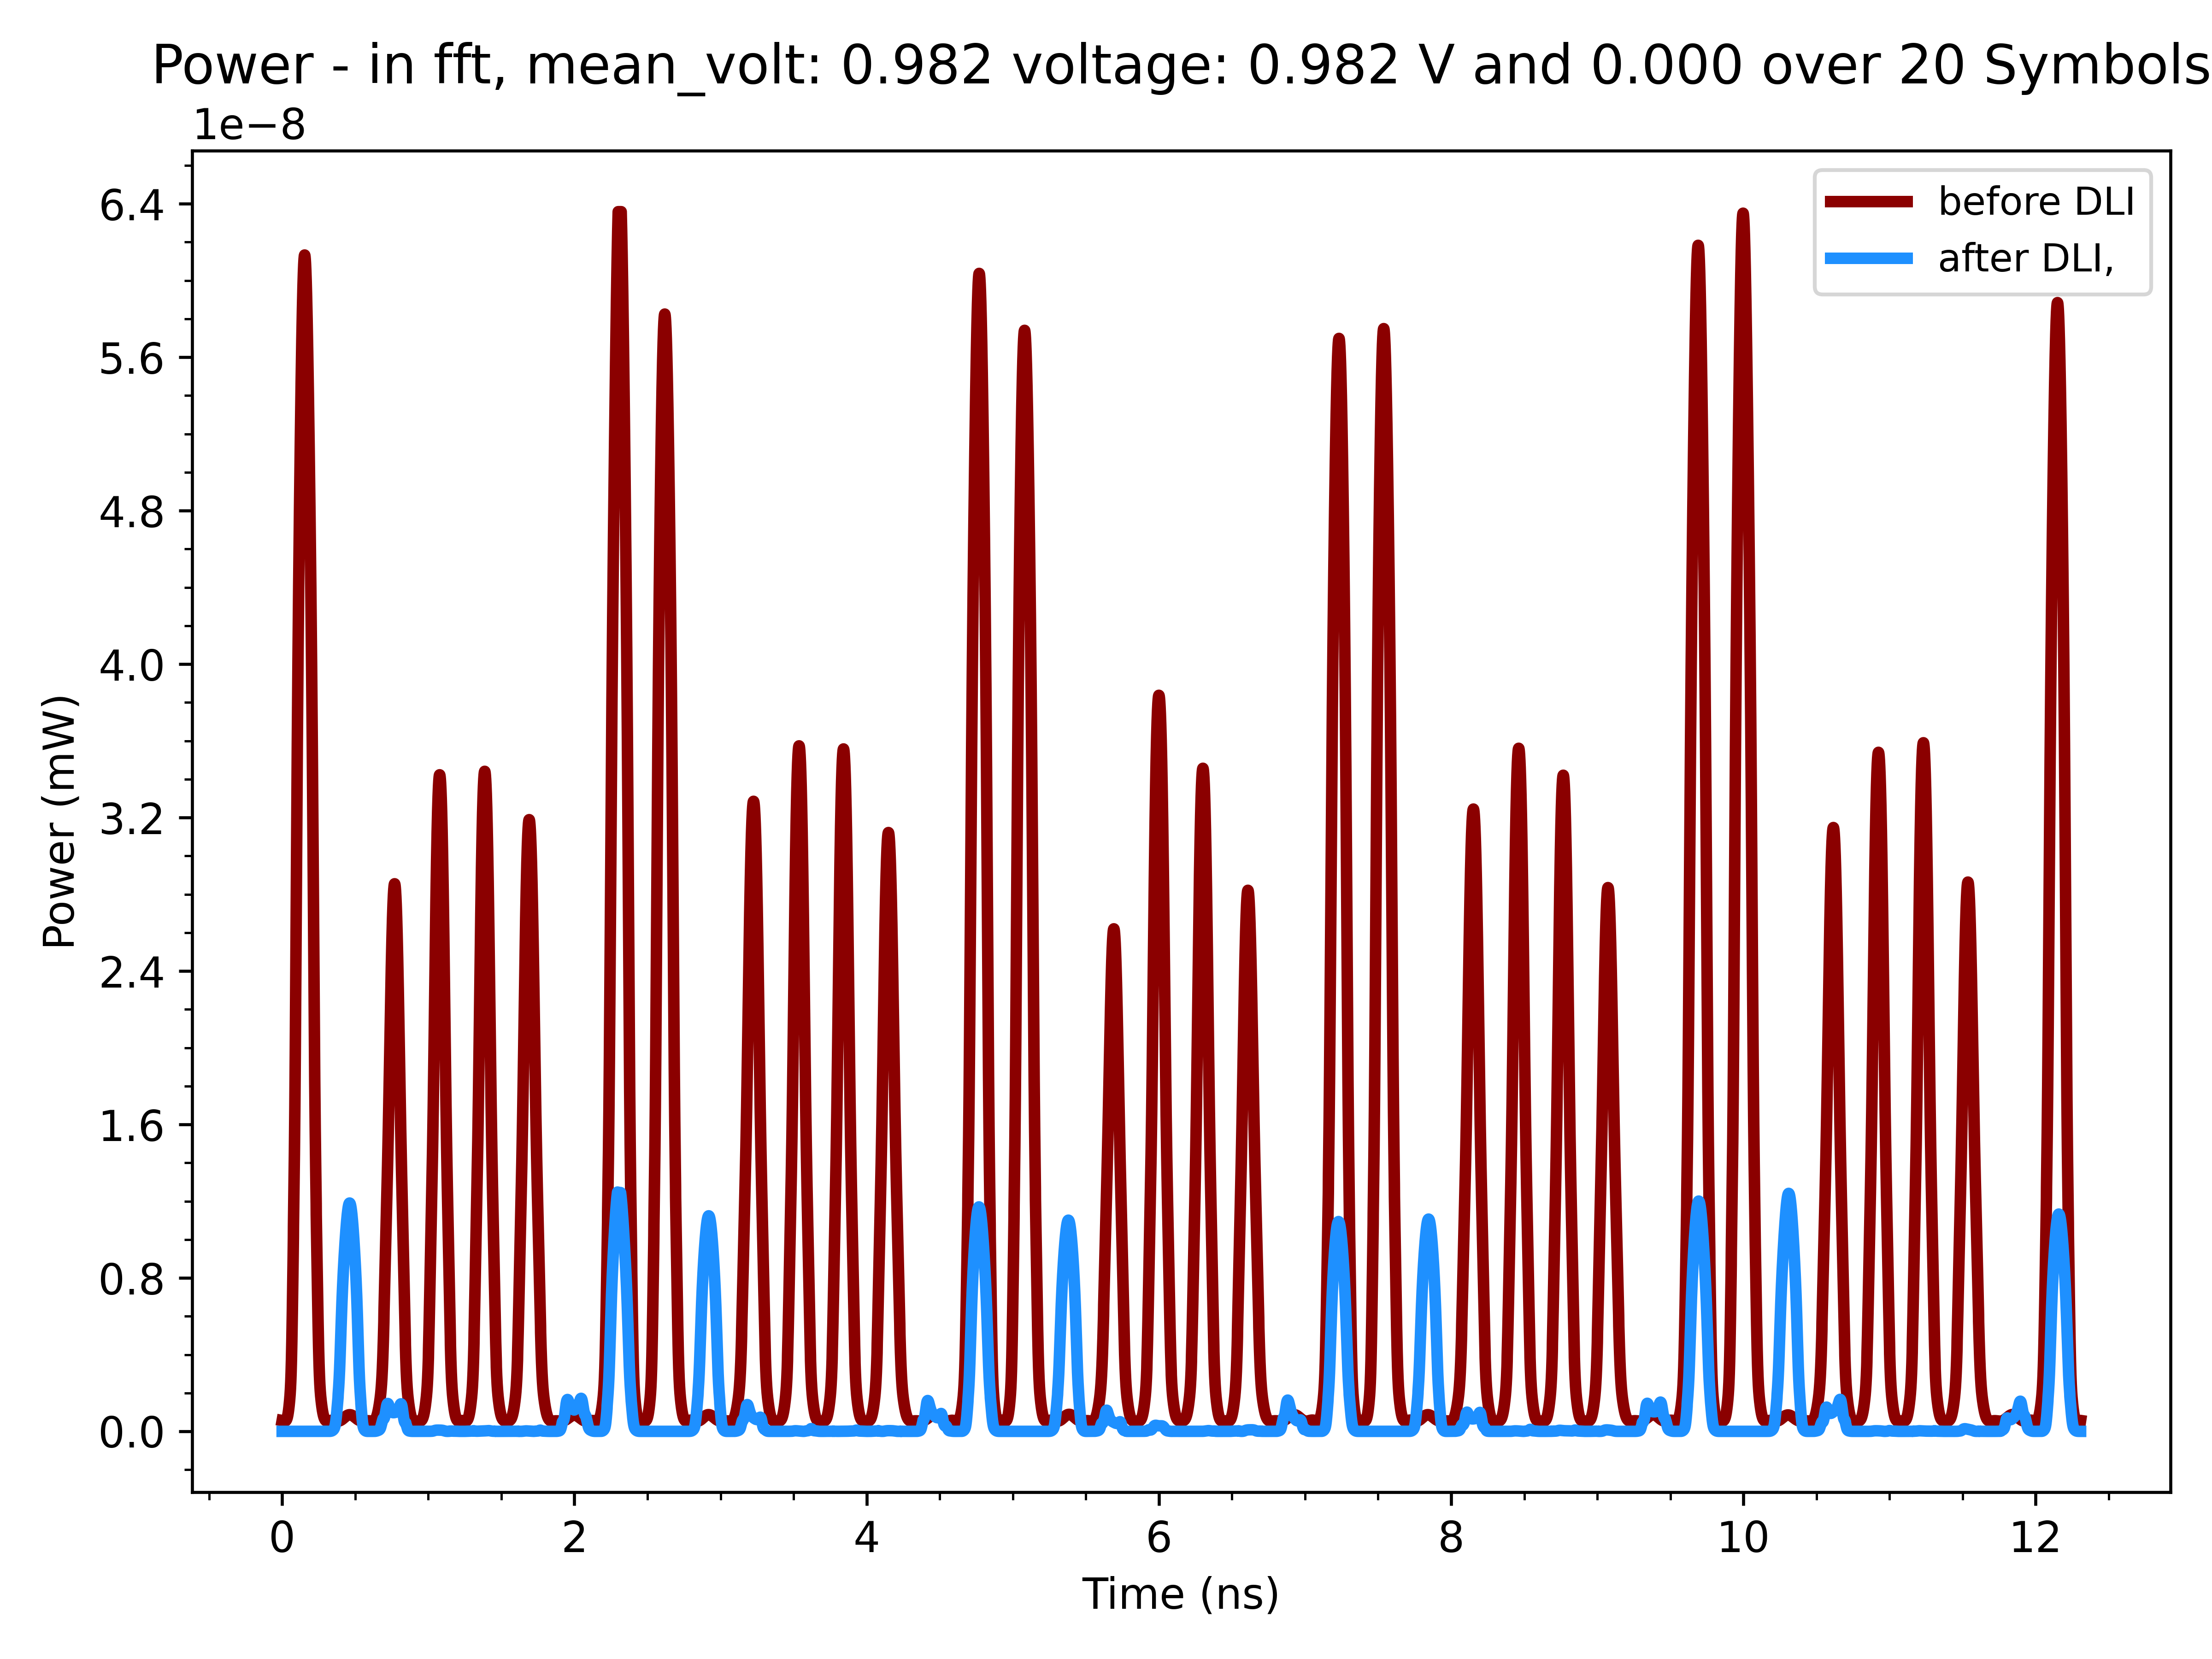 Power - in fft, mean_volt: 0.982 voltage: 0.982 V and 0.000 over 20 Symbols
1e−8
before DLI
after DLI,
6.4
5.6
4.8
4.0
3.2
2.4
1.6
0.8
0.0
Power (mW)
0 2 4 6 8 10 12
Time (ns)